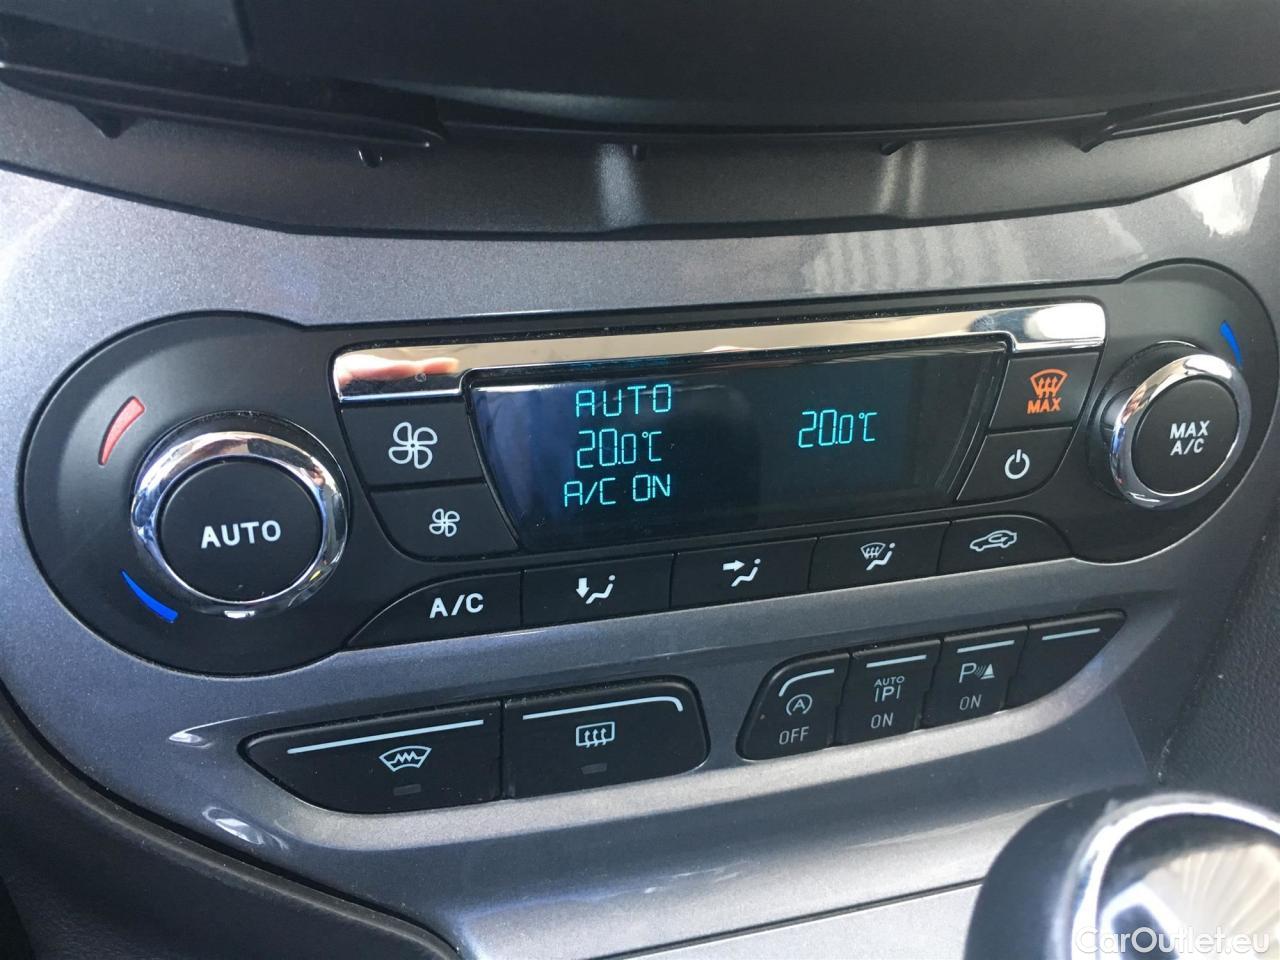 AUTO
20.0°C
A/C ON
20.0°C
MAX
MAX
A/C
AUTO
A/C
A
OFF
AUTO
P
ON
P
ON
CarOutlet.eu